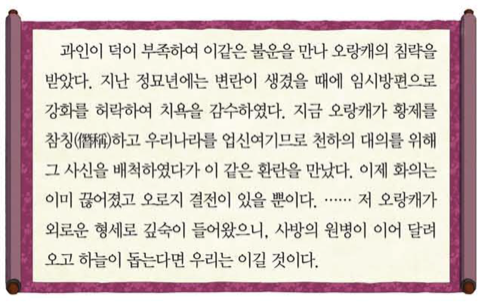 과인이 덕이 부족하여 이같은 불운을 만나 오랑캐의 침략을
받았다. 지난 정묘년에는 변란이 생겼을 때에 임시방편으로
강화를 허락하여 치욕을 감수하였다. 지금 오랑캐가 황제를
참칭(僭稱)하고 우리나라를 업신여기므로 천하의 대의를 위해
그 사신을 배척하였다가 이 같은 환란을 만났다. 이제 화의는
이미 끊어졌고 오로지 결전이 있을 뿐이다. …… 저 오랑캐가
외로운 형세로 깊숙이 들어왔으니, 사방의 원병이 이어 달려
오고 하늘이 돕는다면 우리는 이길 것이다.